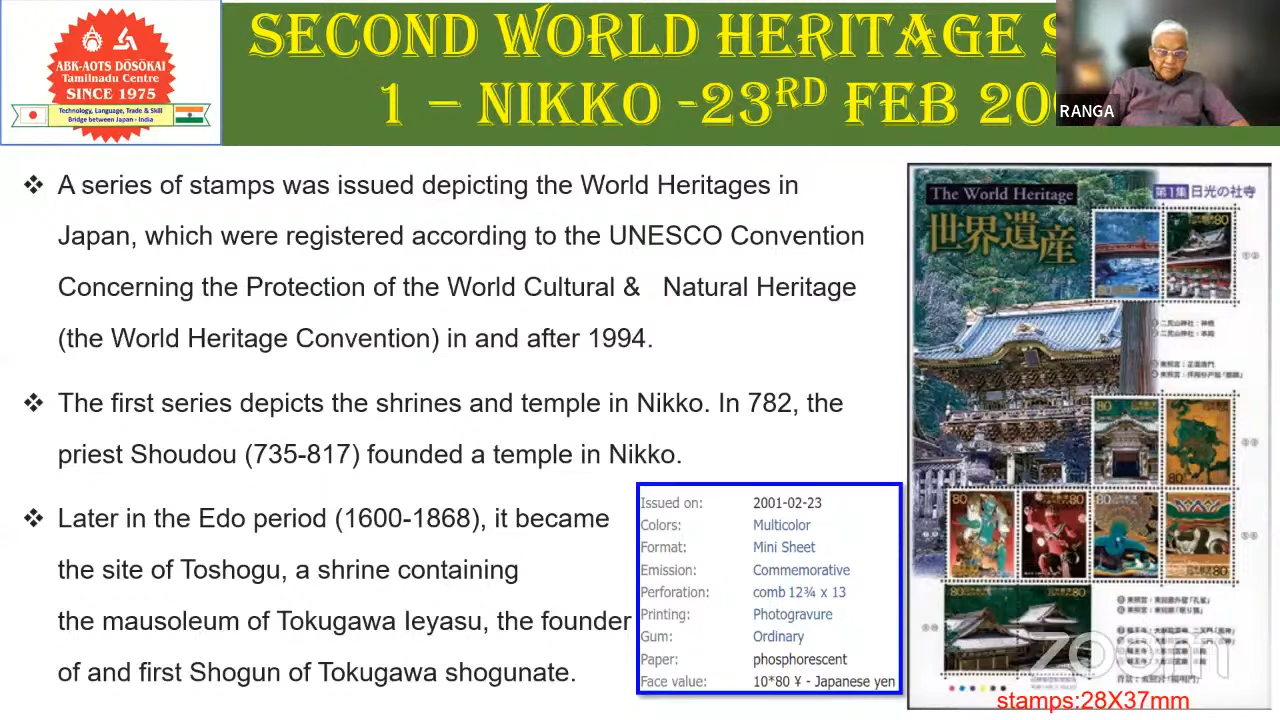 ABK-AOTS DŌSŌKAI
Tamilnadu Centre
SINCE 1975
Technology, Language, Trade & Skill
Bridge between Japan - India
SECOND WORLD HERITAGE
1 – NIKKO -23RD FEB
RANGA
❖ A series of stamps was issued depicting the World Heritages in
Japan, which were registered according to the UNESCO Convention
Concerning the Protection of the World Cultural & Natural Heritage
(the World Heritage Convention) in and after 1994.
❖ The first series depicts the shrines and temple in Nikko. In 782, the
priest Shoudou (735-817) founded a temple in Nikko.
❖ Later in the Edo period (1600-1868), it became
the site of Toshogu, a shrine containing
the mausoleum of Tokugawa Ieyasu, the founder
of and first Shogun of Tokugawa shogunate.
Issued on: 2001-02-23
Colors: Multicolor
Format: Mini Sheet
Emission: Commemorative
Perforation: comb 12¾ x 13
Printing: Photogravure
Gum: Ordinary
Paper: phosphorescent
Face value: 10*80 ¥ - Japanese yen
The World Heritage
世界遺産
第1集 日光の社寺
80
80
80
80
80
80
80
80
80
zoom
stamps:28X37mm